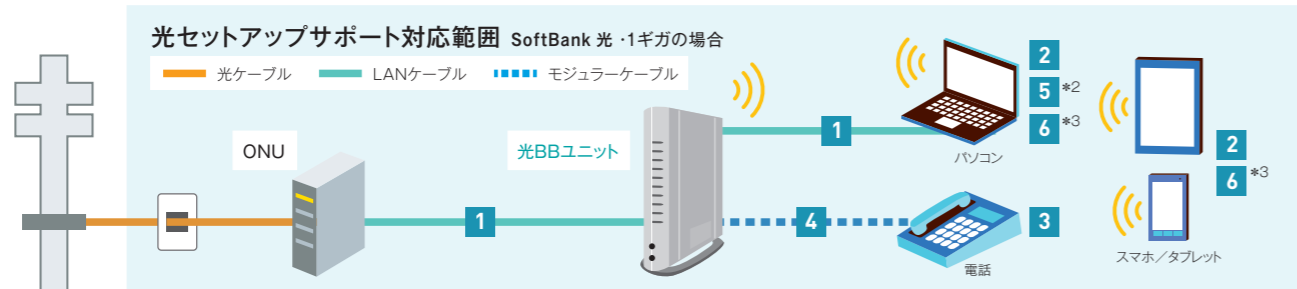 光セットアップサポート対応範囲 SoftBank 光 ・1ギガの場合
光ケーブル LANケーブル モジュラーケーブル
ONU
光BBユニット
1
1
4
2
5 *2
6 *3
パソコン
3
電話
2
6 *3
スマホ／タブレット